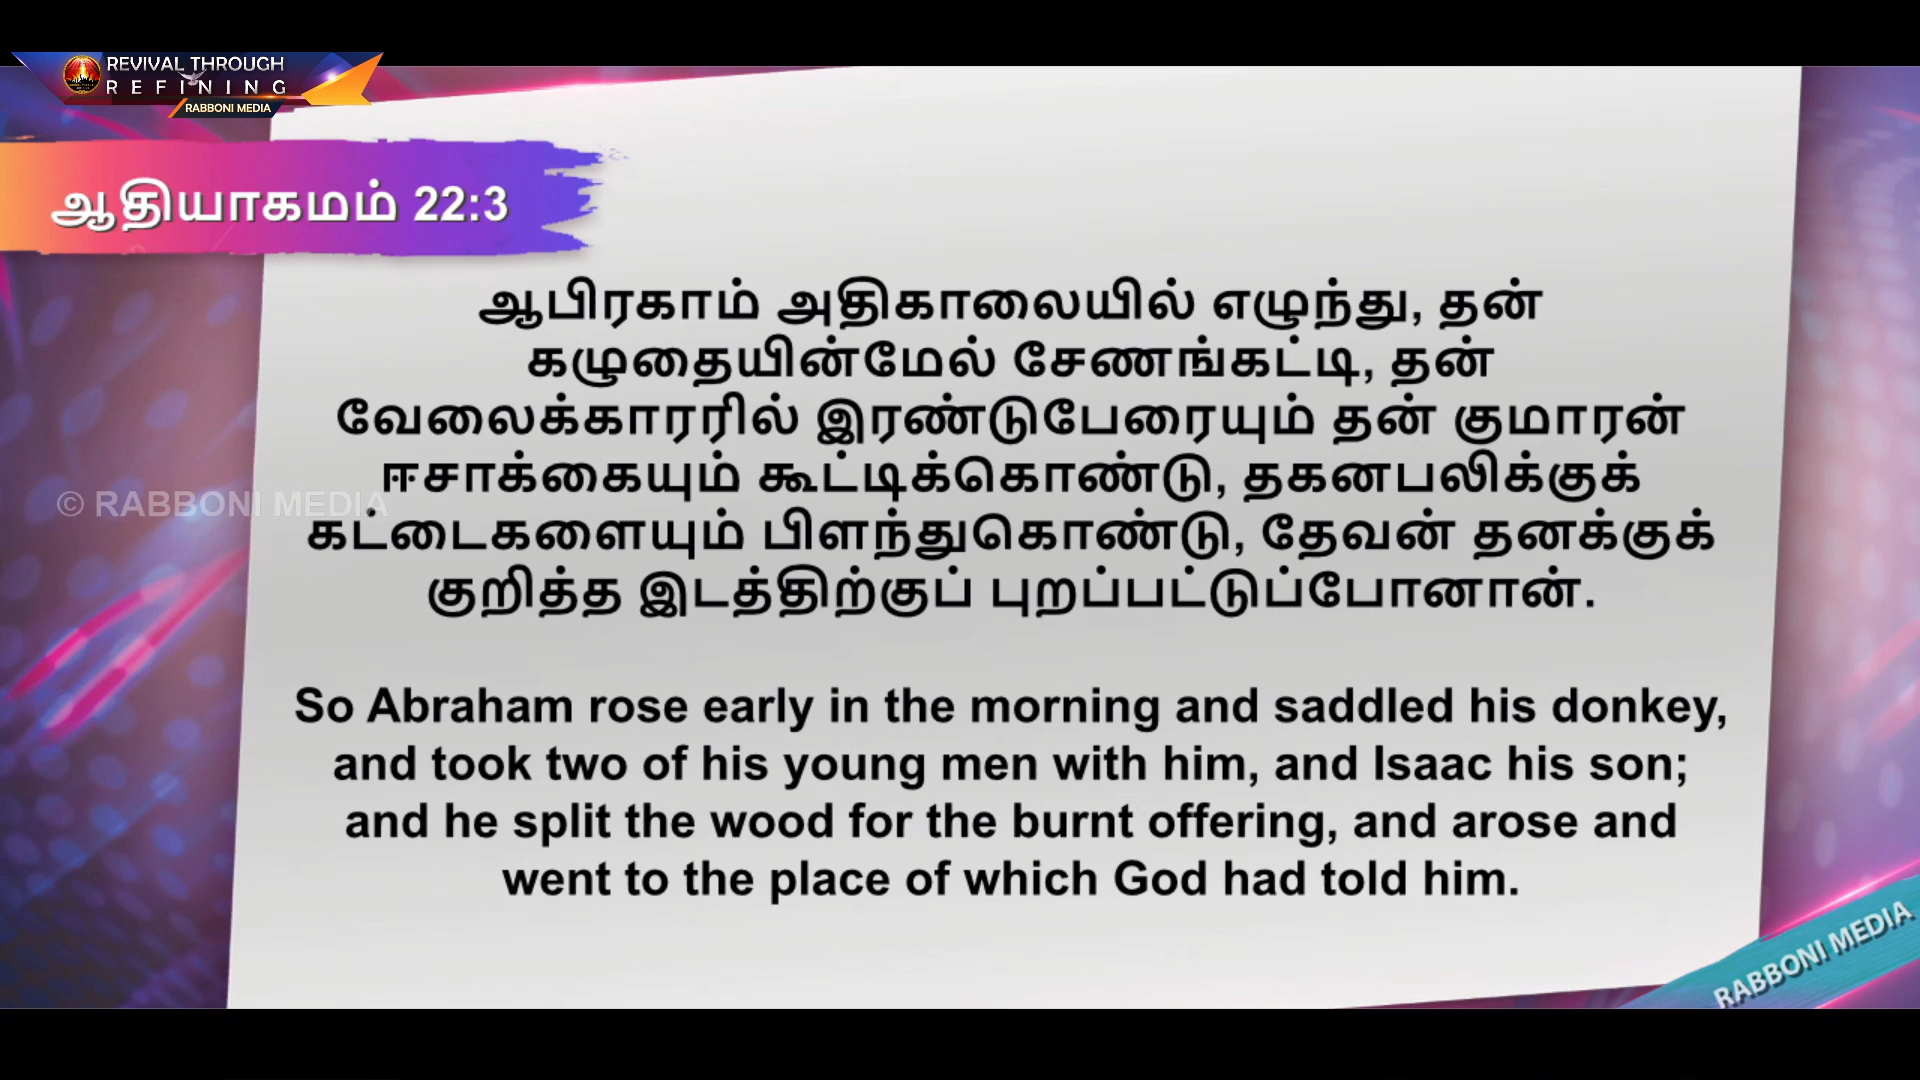 REVIVAL THROUGH
REFINING
RABBONI MEDIA
ஆதியாகமம் 22:3
ஆபிரகாம் அதிகாலையில் எழுந்து, தன்
கழுதையின்மேல் சேணங்கட்டி, தன்
வேலைக்காரரில் இரண்டுபேரையும் தன் குமாரன்
ஈசாக்கையும் கூட்டிக்கொண்டு, தகனபலிக்குக்
© RABBONI MEDIA
கட்டைகளையும் பிளந்துகொண்டு, தேவன் தனக்குக்
குறித்த இடத்திற்குப் புறப்பட்டுப்போனான்.
So Abraham rose early in the morning and saddled his donkey,
and took two of his young men with him, and Isaac his son;
and he split the wood for the burnt offering, and arose and
went to the place of which God had told him.
RABBONI MEDIA